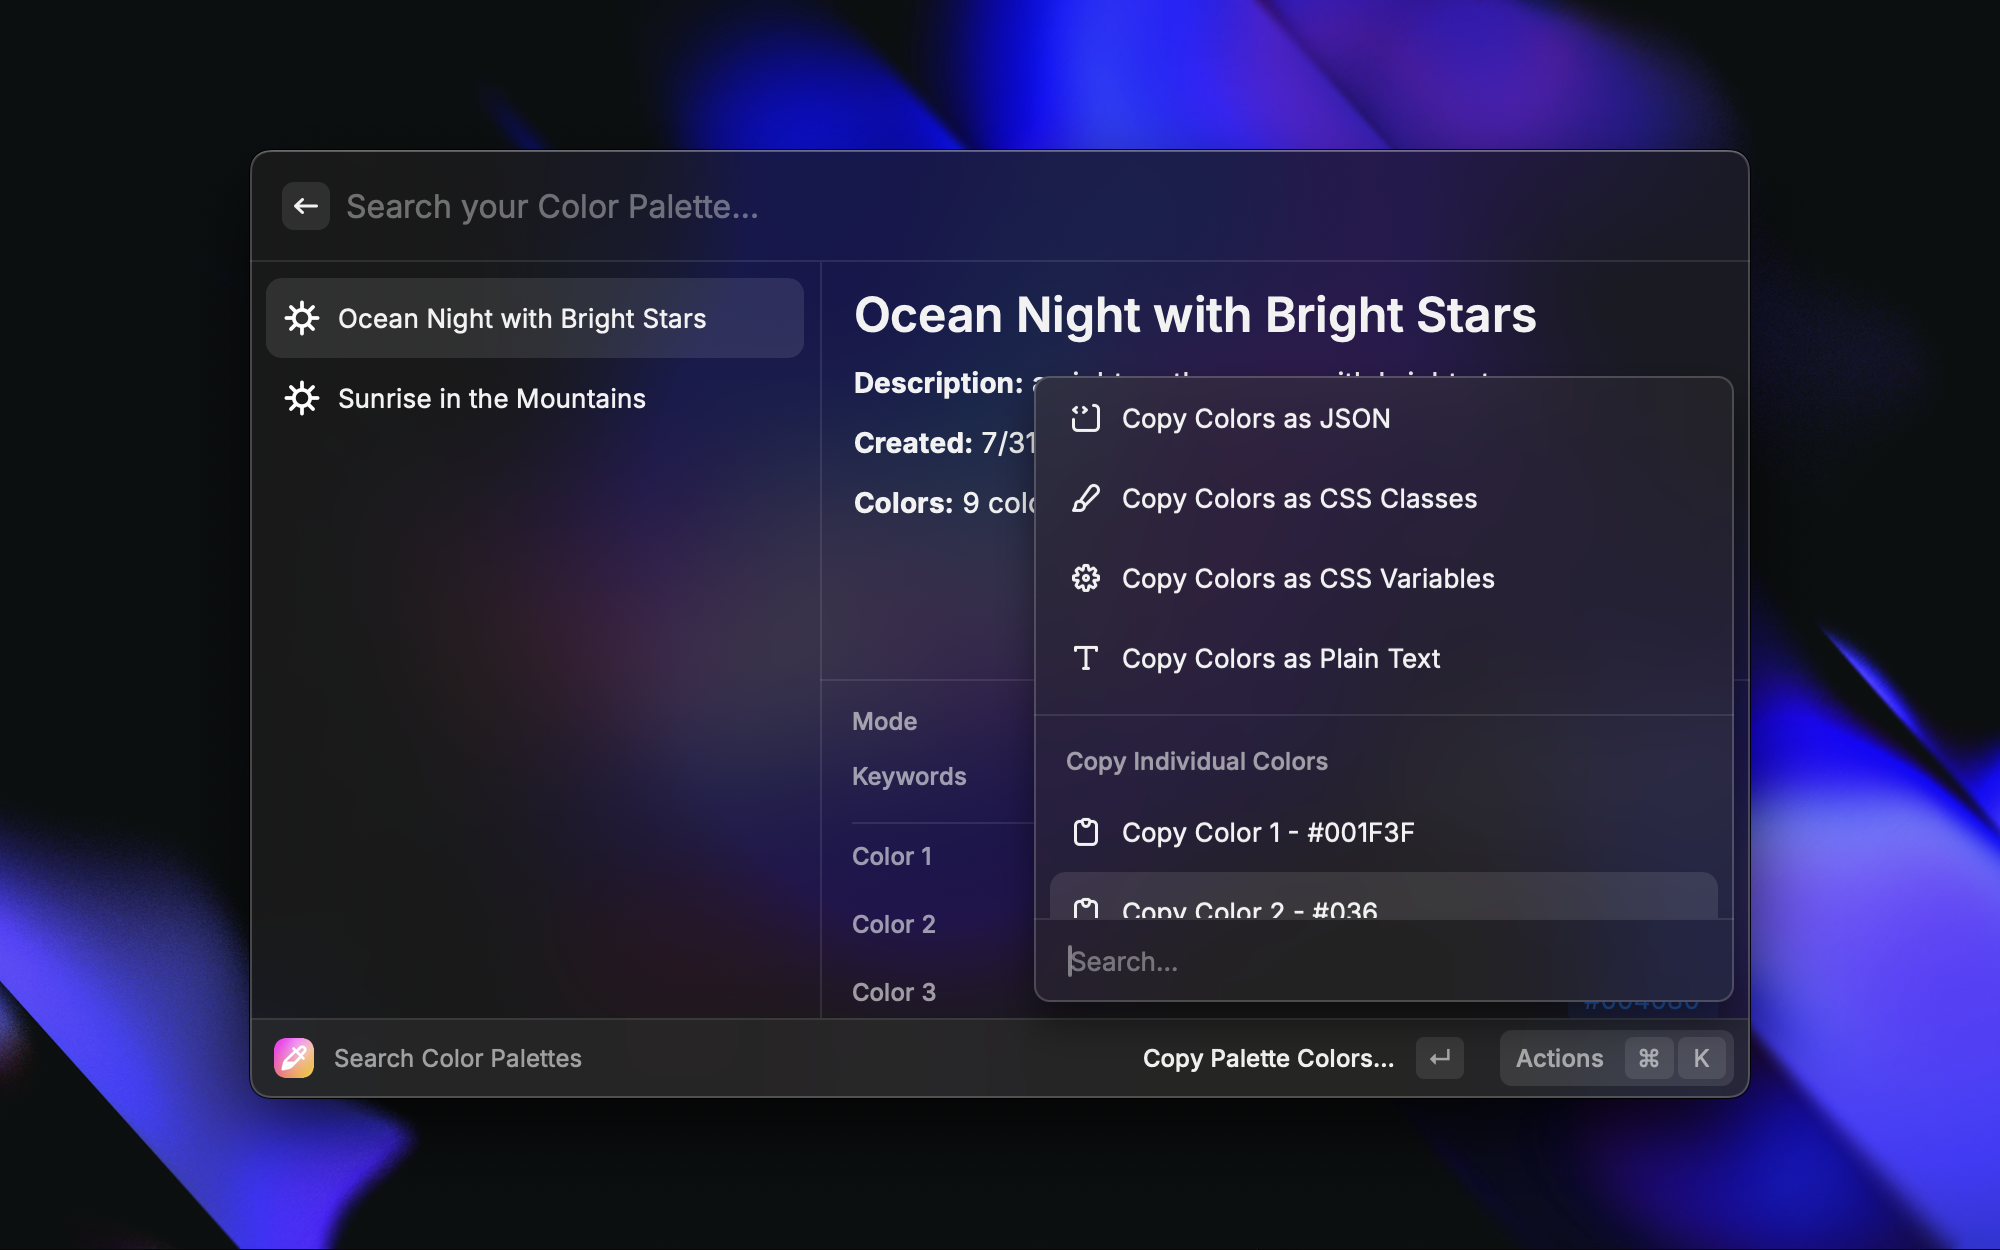 Search your Color Palette...
Ocean Night with Bright Stars
Sunrise in the Mountains
Ocean Night with Bright Stars
Description:
Created: 7/31
Colors: 9
Mode
Keywords
Color 1
Color 2
Color 3
Copy Colors as JSON
Copy Colors as CSS Classes
Copy Colors as CSS Variables
Copy Colors as Plain Text
Copy Individual Colors
Copy Color 1 - #001F3F
Copy Color 2 - #036
Search...
Search Color Palettes
Copy Palette Colors...
Actions ⌘ K